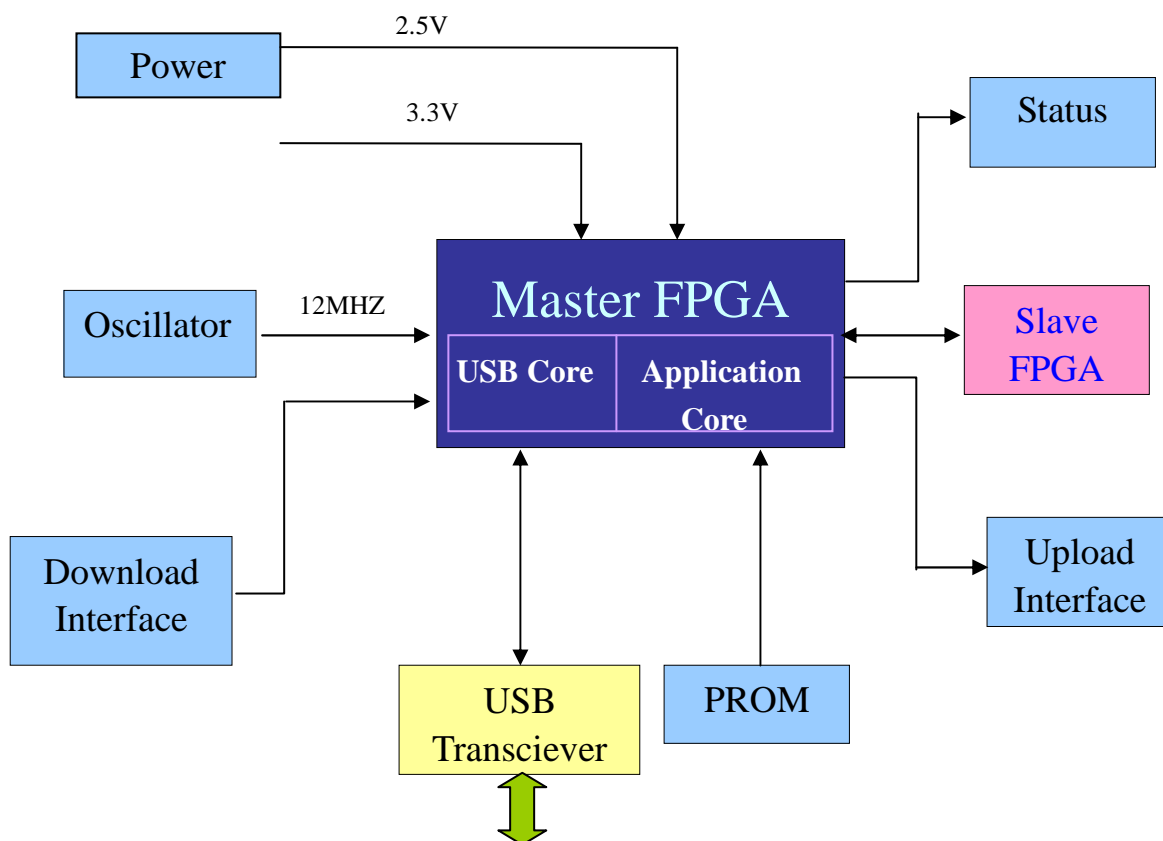 2.5V
Power
3.3V
Status
Master FPGA
12MHZ
Oscillator
Slave
FPGA
USB Core
Application
Core
Download
Interface
Upload
Interface
USB
Transciever
PROM